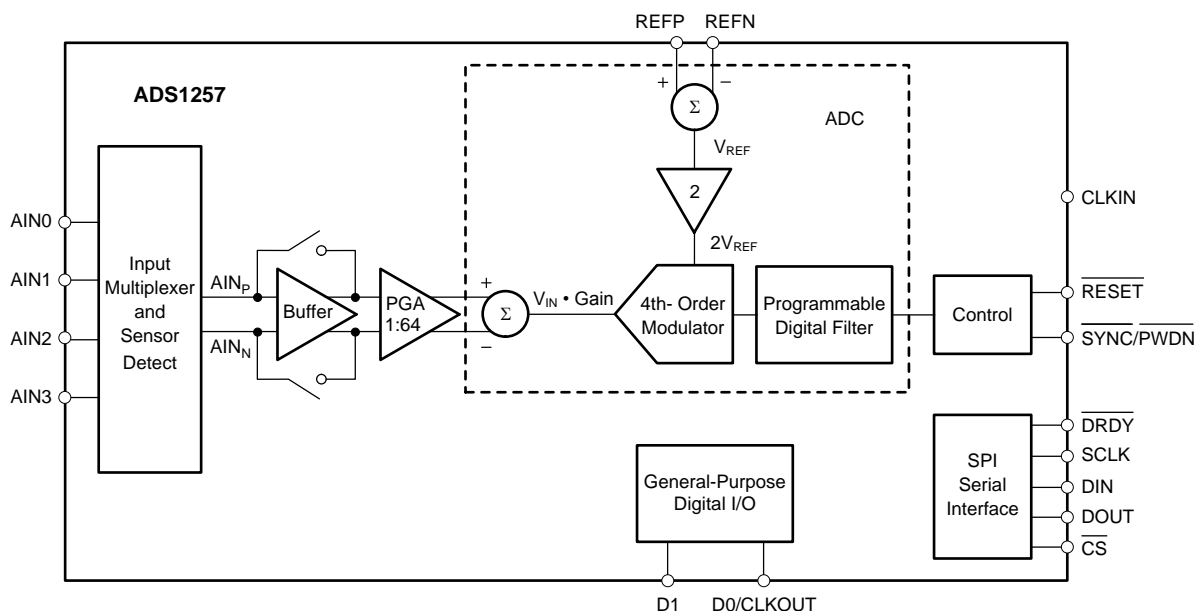 REFP REFN
ADS1257
+
−
Σ
ADC
V_REF
2
2V_REF
AIN0
AIN1
AIN2
AIN3
Input
Multiplexer
and
Sensor
Detect
AIN_P
AIN_N
Buffer
PGA
1:64
+
Σ
−
V_IN • Gain
4th- Order
Modulator
Programmable
Digital Filter
Control
CLKIN
RESET
SYNC/PWDN
SPI
Serial
Interface
DRDY
SCLK
DIN
DOUT
CS
General-Purpose
Digital I/O
D1
D0/CLKOUT